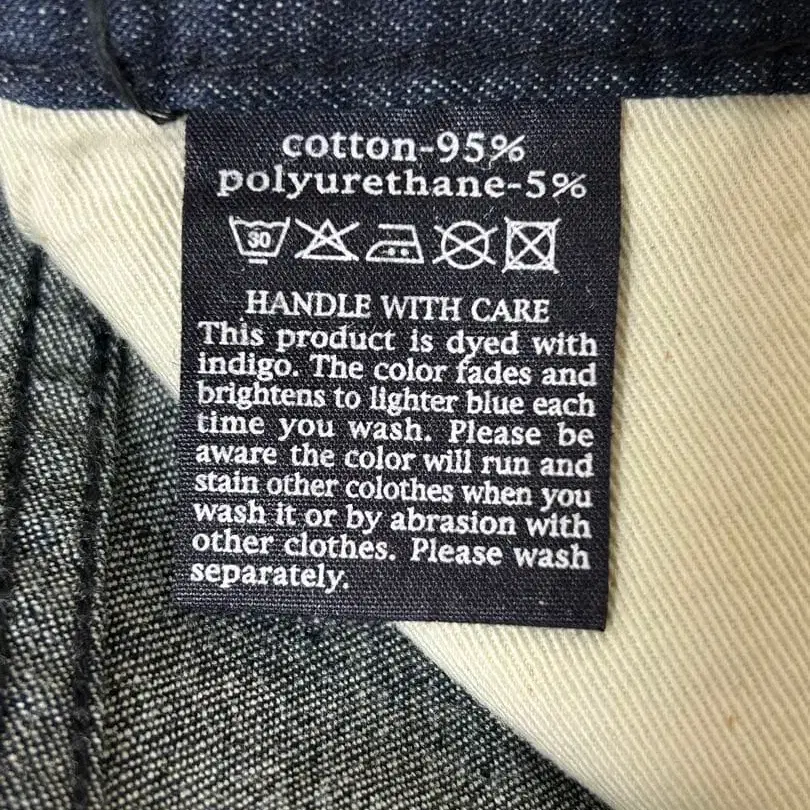 cotton-95%
polyurethane-5%
30
HANDLE WITH CARE
This product is dyed with
indigo. The color fades and
brightens to lighter blue each
time you wash. Please be
aware the color will run and
stain other colothes when you
wash it or by abrasion with
other clothes. Please wash
separately.